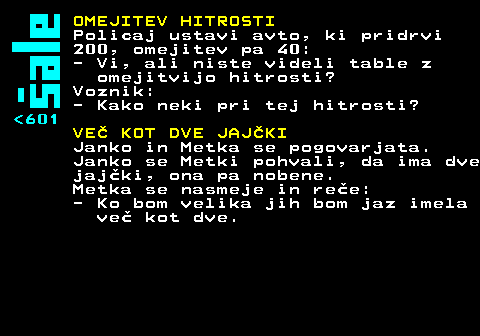 Šale
<601
OMEJITEV HITROSTI
Policaj ustavi avto, ki pridrvi
200, omejitev pa 40:
- Vi, ali niste videli table z
omejitvijo hitrosti?
Voznik:
- Kako neki pri tej hitrosti?
VEČ KOT DVE JAJČKI
Janko in Metka se pogovarjata.
Janko se Metki pohvali, da ima dve
jajčki, ona pa nobene.
Metka se nasmeje in reče:
- Ko bom velika jih bom jaz imela
več kot dve.